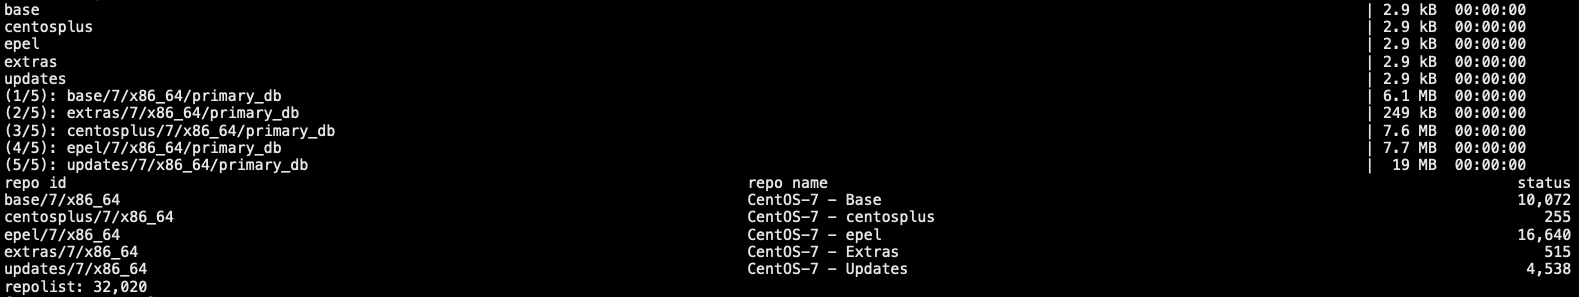 base | 2.9 kB 00:00:00
centosplus | 2.9 kB 00:00:00
epel | 2.9 kB 00:00:00
extras | 2.9 kB 00:00:00
updates | 2.9 kB 00:00:00
(1/5): base/7/x86_64/primary_db | 6.1 MB 00:00:00
(2/5): extras/7/x86_64/primary_db | 249 kB 00:00:00
(3/5): centosplus/7/x86_64/primary_db | 7.6 MB 00:00:00
(4/5): epel/7/x86_64/primary_db | 7.7 MB 00:00:00
(5/5): updates/7/x86_64/primary_db | 19 MB 00:00:00
repo id repo name status
base/7/x86_64 CentOS-7 - Base 10,072
centosplus/7/x86_64 CentOS-7 - centosplus 255
epel/7/x86_64 CentOS-7 - epel 16,640
extras/7/x86_64 CentOS-7 - Extras 515
updates/7/x86_64 CentOS-7 - Updates 4,538
repolist: 32,020